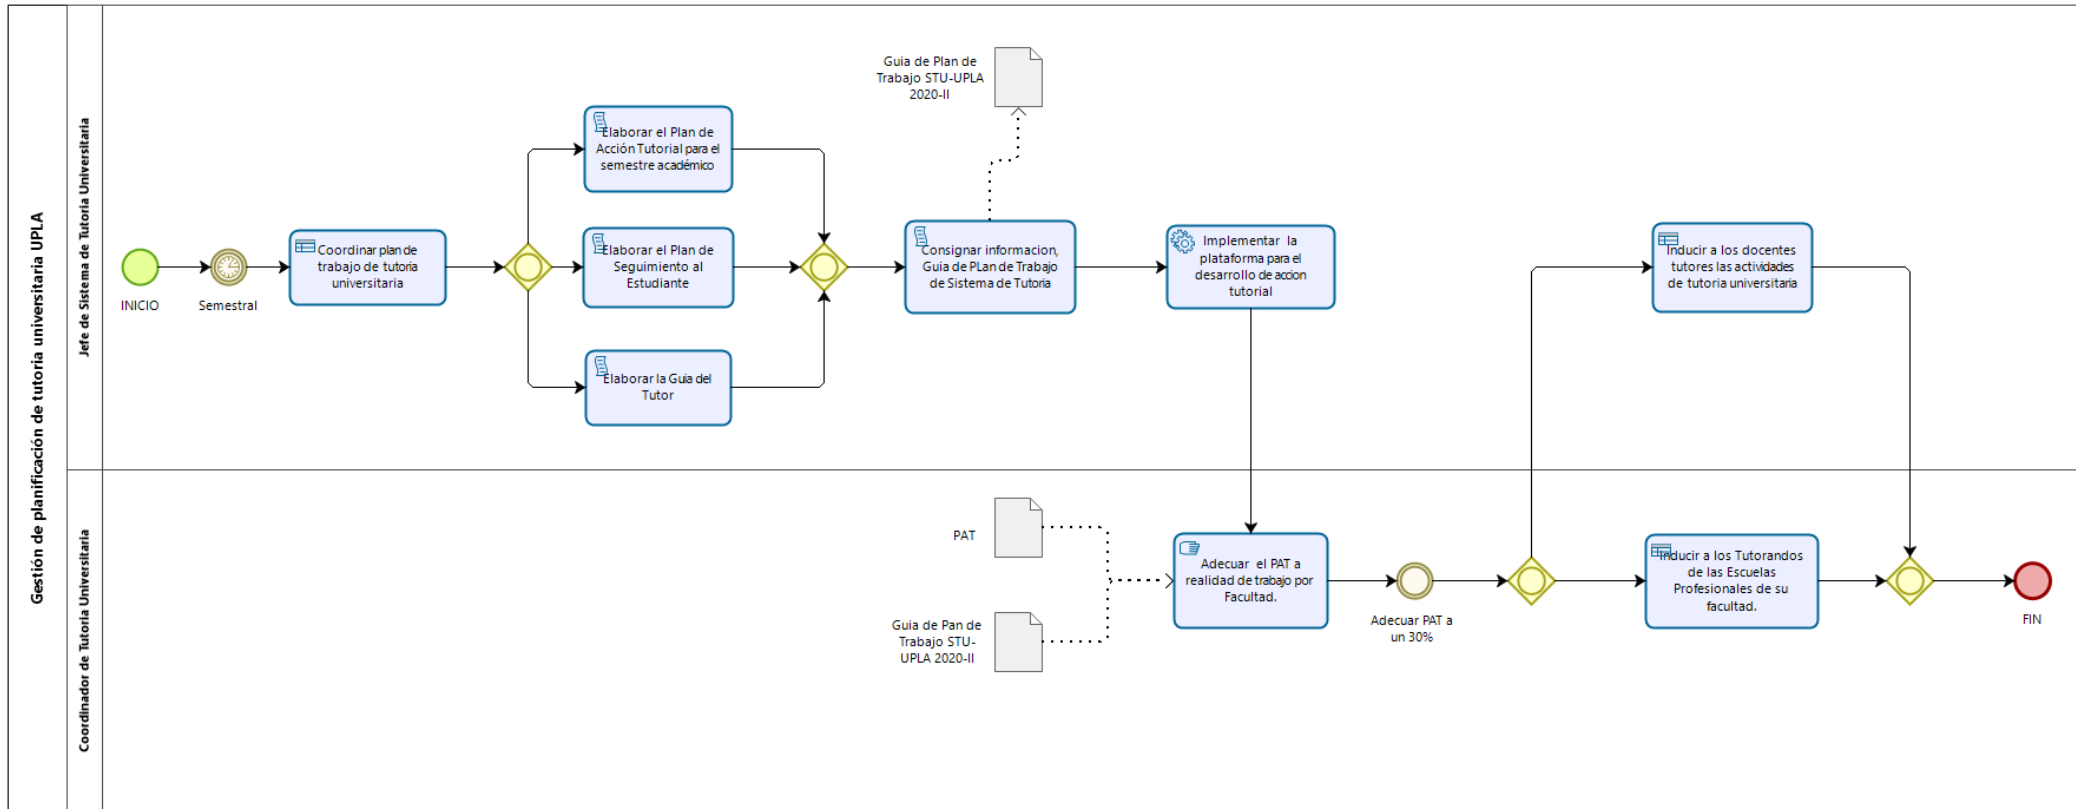 Gestión de planificación de tutoria universitaria UPLA
Jefe de Sistema de Tutoria Universitaria
INICIO
Semestral
Coordinar plan de
trabajo de tutoria
universitaria
Elaborar el Plan de
Acción Tutorial para el
semestre académico
Elaborar el Plan de
Seguimiento al
Estudiante
Elaborar la Guia del
Tutor
Guia de Plan de
Trabajo STU-UPLA
2020-II
Consignar informacion,
Guia de PLan de Trabajo
de Sistema de Tutoria
Implementar la
plataforma para el
desarrollo de accion
tutorial
Inducir a los docentes
tutores las actividades
de tutoria universitaria
Coordinador de Tutoria Universitaria
PAT
Guia de Pan de
Trabajo STU-
UPLA 2020-II
Adecuar el PAT a
realidad de trabajo por
Facultad.
Adecuar PAT a
un 30%
Inducir a los Tutorandos
de las Escuelas
Profesionales de su
facultad.
FIN